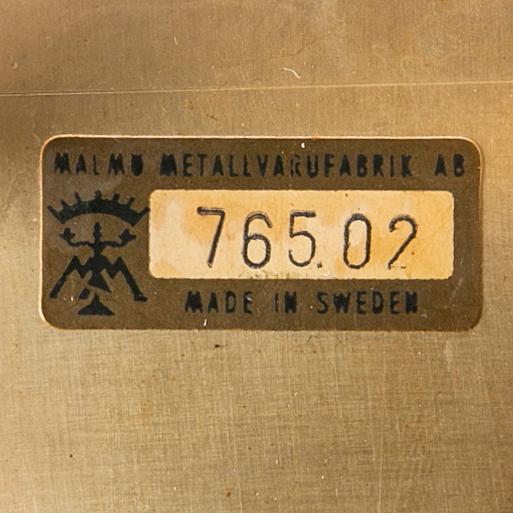 MALMÖ METALLVARUFABRIK AB
765.02
MADE IN SWEDEN